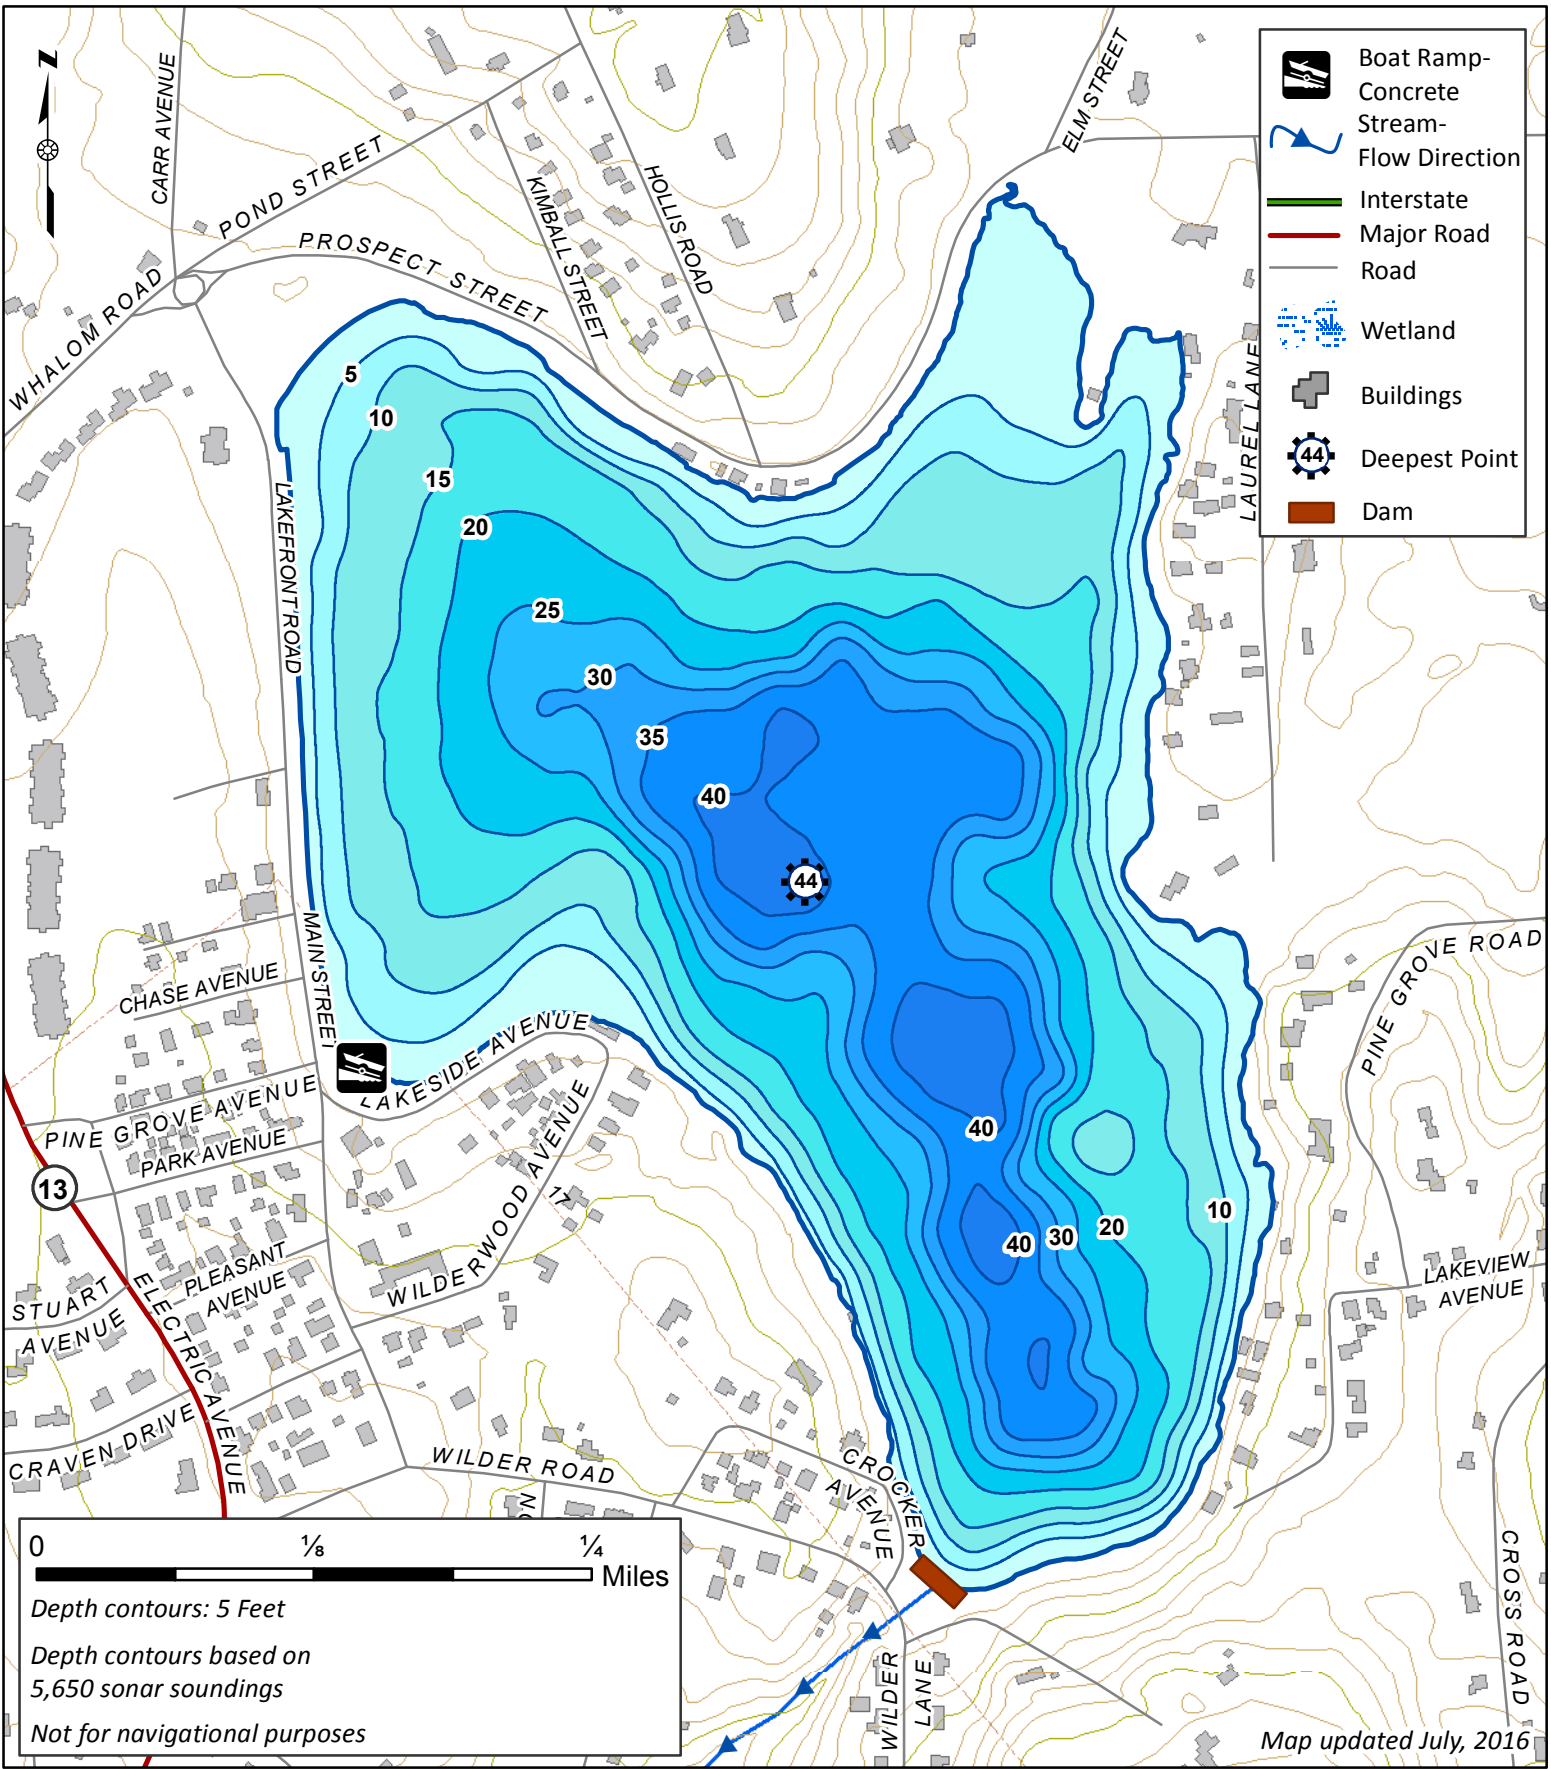 N
CARR AVENUE
POND STREET
PROSPECT STREET
KIMBALL STREET
HOLLIS ROAD
ELM STREET
WHALOM ROAD
LAKEFRONT ROAD
LAUREL LANE
Boat Ramp-
Concrete
Stream-
Flow Direction
Interstate
Major Road
Road
Wetland
Buildings
44
Deepest Point
Dam
5
10
15
20
25
30
35
40
44
40
40
30
20
10
MAIN STREET
CHASE AVENUE
LAKESIDE AVENUE
PINE GROVE AVENUE
PARK AVENUE
13
WILDERWOOD AVENUE
17
PINE GROVE ROAD
LAKEVIEW
AVENUE
PLEASANT
AVENUE
STUART
AVENUE
ELECTRIC AVENUE
CRAVEN DRIVE
WILDER ROAD
CROCKER
AVENUE
WILDER
LANE
CROSS ROAD
0
⅛
¼
Miles
Depth contours: 5 Feet
Depth contours based on
5,650 sonar soundings
Not for navigational purposes
Map updated July, 2016